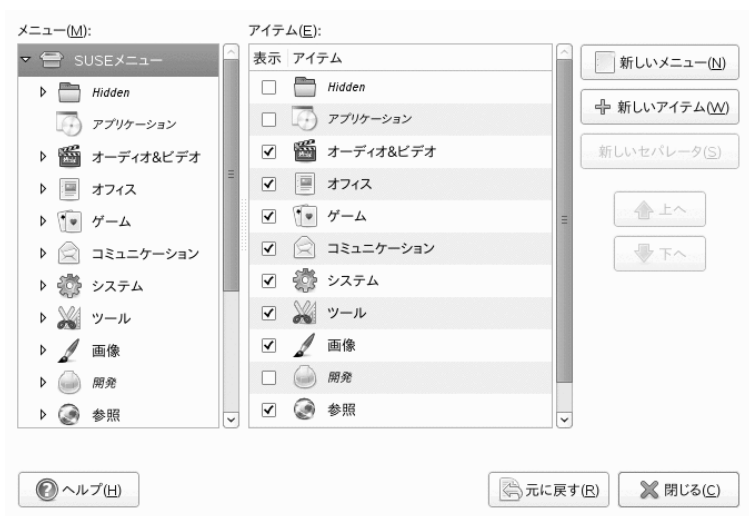 メニュー(M):
SUSEメニュー
Hidden
アプリケーション
オーディオ&ビデオ
オフィス
ゲーム
コミュニケーション
システム
ツール
画像
開発
参照
アイテム(E):
表示 アイテム
Hidden
アプリケーション
オーディオ&ビデオ
オフィス
ゲーム
コミュニケーション
システム
ツール
画像
開発
参照
新しいメニュー(N)
新しいアイテム(W)
新しいセパレータ(S)
上へ
下へ
ヘルプ(H)
元に戻す(R)
閉じる(C)